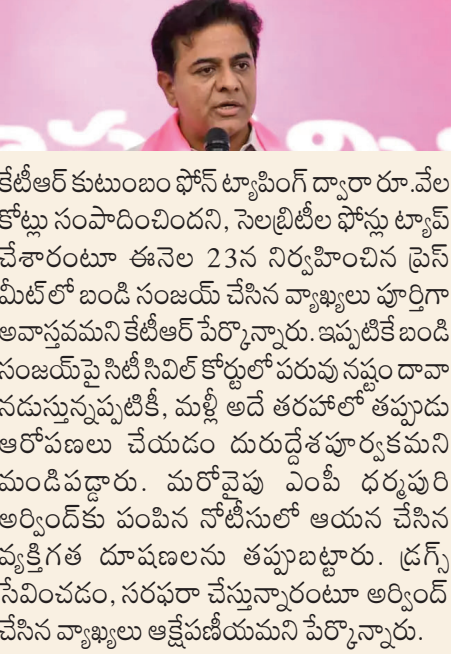 కేటీఆర్ కుటుంబం ఫోన్ ట్యాపింగ్ ద్వారా రూ.వేల
కోట్లు సంపాదించిందని, సెలబ్రిటీల ఫోన్లు ట్యాప్
చేశారంటూ ఈనెల 23న నిర్వహించిన ప్రెస్
మీట్‌లో బండి సంజయ్ చేసిన వ్యాఖ్యలు పూర్తిగా
అవాస్తవమని కేటీఆర్ పేర్కొన్నారు. ఇప్పటికే బండి
సంజయ్‌పై సిటీ సివిల్ కోర్టులో పరువు నష్టం దావా
నడుస్తున్నప్పటికీ, మళ్లీ అదే తరహాలో తప్పుడు
ఆరోపణలు చేయడం దురుద్దేశపూర్వకమని
మండిపడ్డారు. మరోవైపు ఎంపీ ధర్మపురి
అర్వింద్‌కు పంపిన నోటీసులో ఆయన చేసిన
వ్యక్తిగత దూషణలను తప్పుబట్టారు. డ్రగ్స్
సేవించడం, సరఫరా చేస్తున్నారంటూ అర్వింద్
చేసిన వ్యాఖ్యలు ఆక్షేపణీయమని పేర్కొన్నారు.